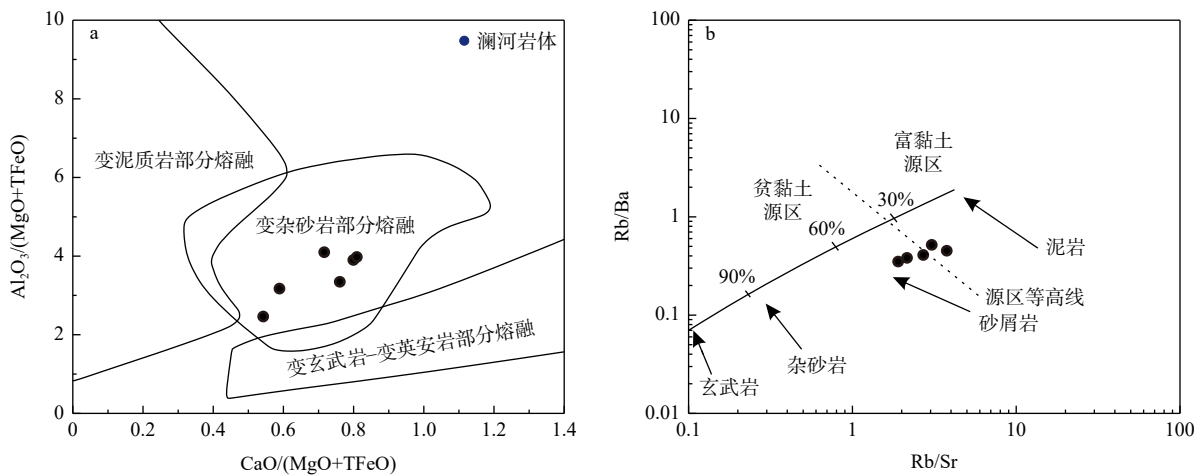 a
澜河岩体
变泥质岩部分熔融
变杂砂岩部分熔融
变玄武岩-变英安岩部分熔融
10
8
6
4
2
0
0
0.2
0.4
0.6
0.8
1.0
1.2
1.4
Al₂O₃/(MgO+TFeO)
CaO/(MgO+TFeO)
b
富黏土
源区
贫黏土
源区
30%
60%
90%
泥岩
源区等高线
砂屑岩
杂砂岩
玄武岩
100
10
1
0.1
0.01
0.1
1
10
100
Rb/Ba
Rb/Sr